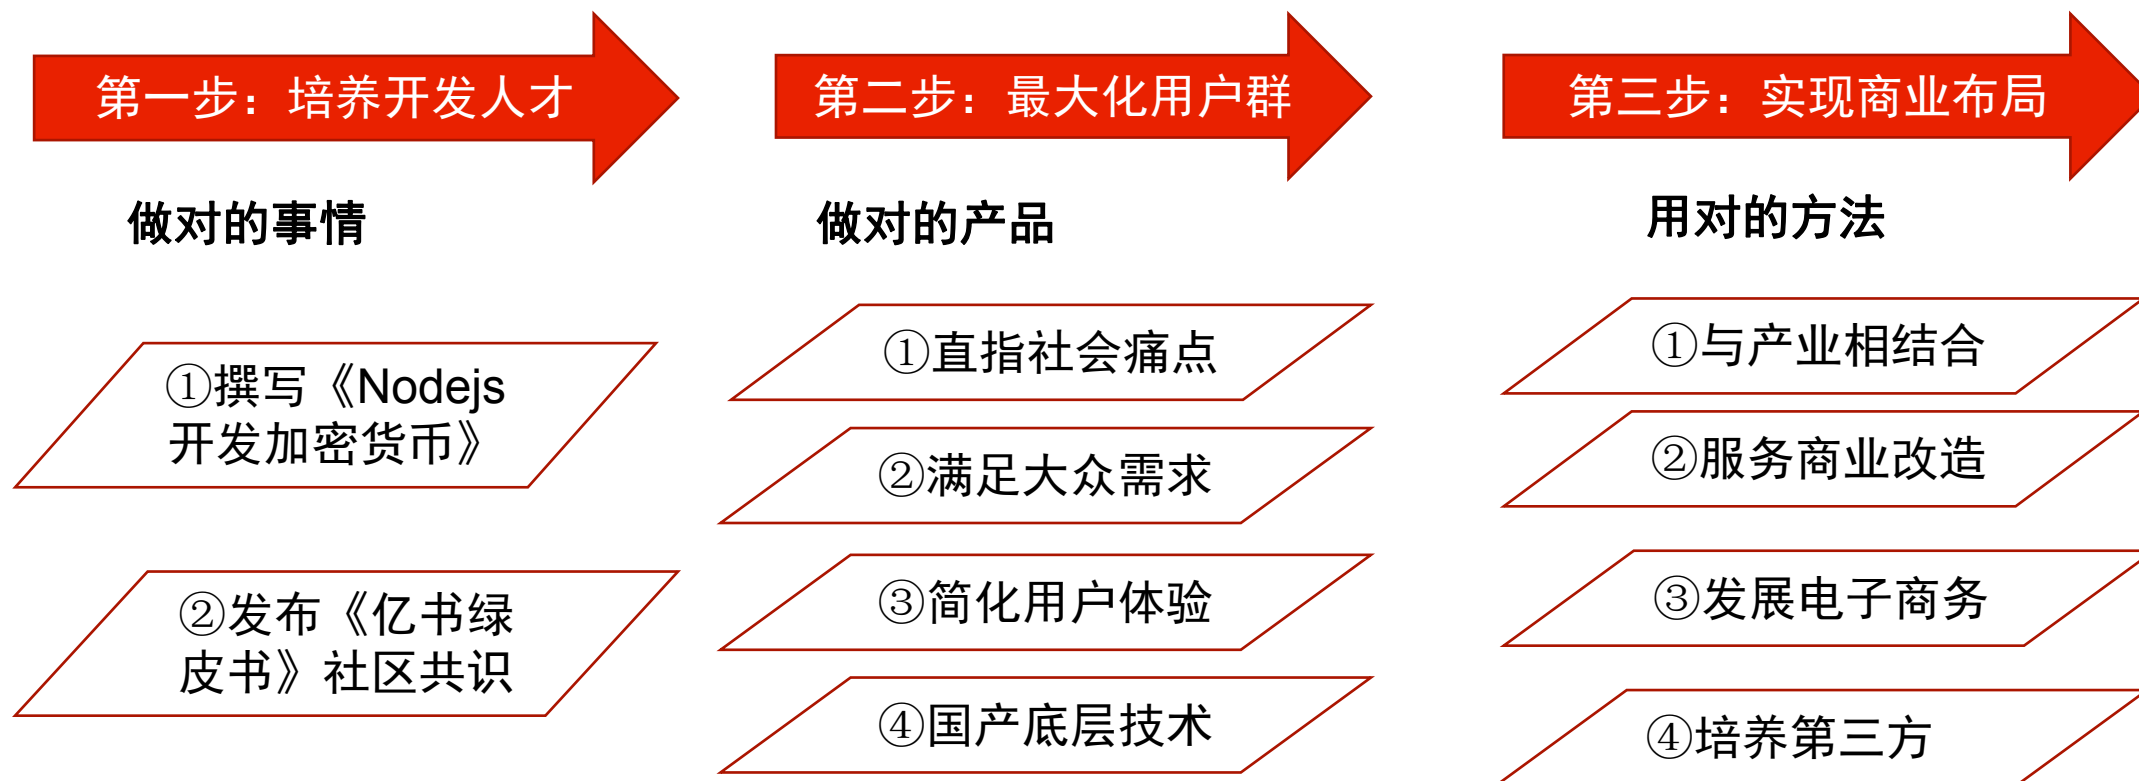 第一步：培养开发人才
做对的事情
①撰写《Nodejs
开发加密货币》
②发布《亿书绿
皮书》社区共识
第二步：最大化用户群
做对的产品
①直指社会痛点
②满足大众需求
③简化用户体验
④国产底层技术
第三步：实现商业布局
用对的方法
①与产业相结合
②服务商业改造
③发展电子商务
④培养第三方